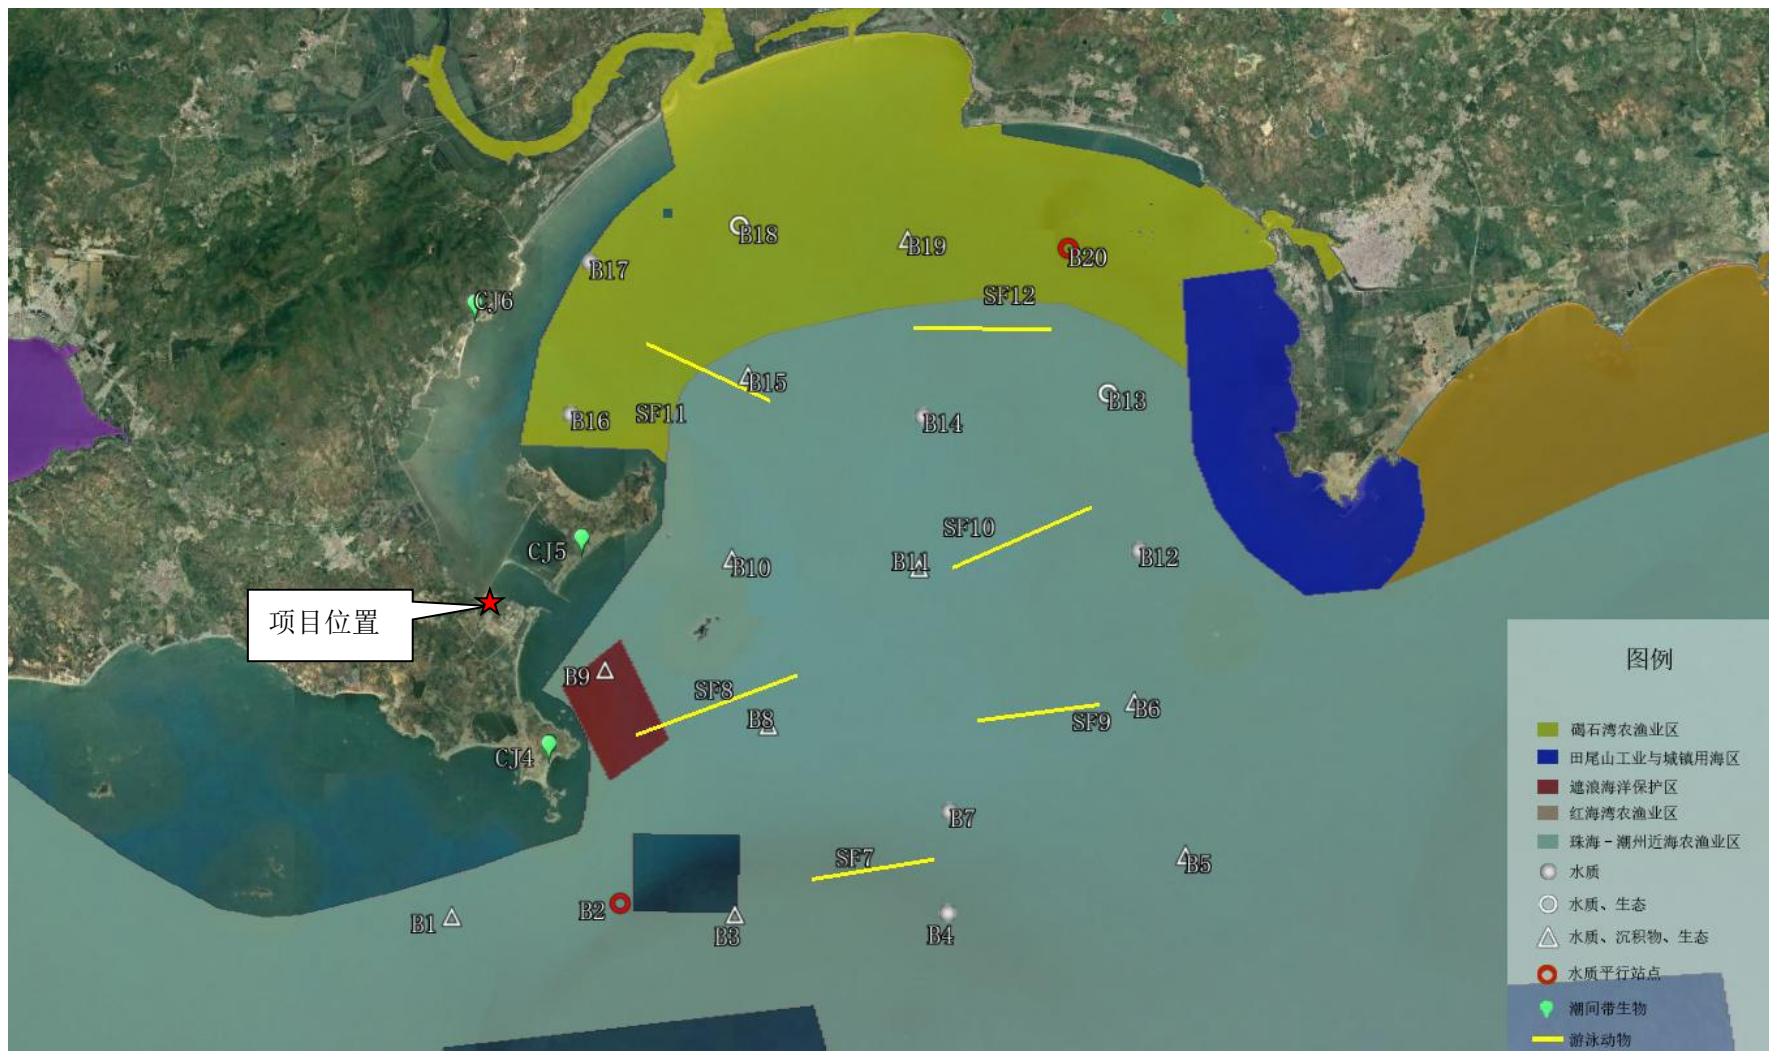 B18
B19
B20
B17
CJ6
SF12
B15
B13
B16
SF11
B14
SF10
CJ5
B10
B11
B12
项目位置
B9
SF8
B8
SF9
B6
CJ4
B7
SF7
B5
B1
B2
B3
B4
图例
碣石湾农渔业区
田尾山工业与城镇用海区
遮浪海洋保护区
红海湾农渔业区
珠海－潮州近海农渔业区
水质
水质、生态
水质、沉积物、生态
水质平行站点
潮间带生物
游泳动物